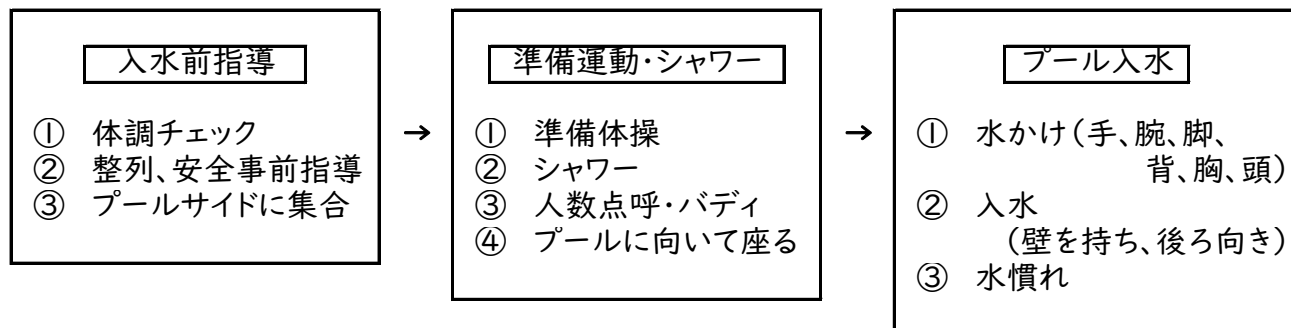 入水前指導
① 体調チェック
② 整列、安全事前指導
③ プールサイドに集合
→
準備運動・シャワー
① 準備体操
② シャワー
③ 人数点呼・バディ
④ プールに向いて座る
→
プール入水
① 水かけ(手、腕、脚、
背、胸、頭)
② 入水
(壁を持ち、後ろ向き)
③ 水慣れ